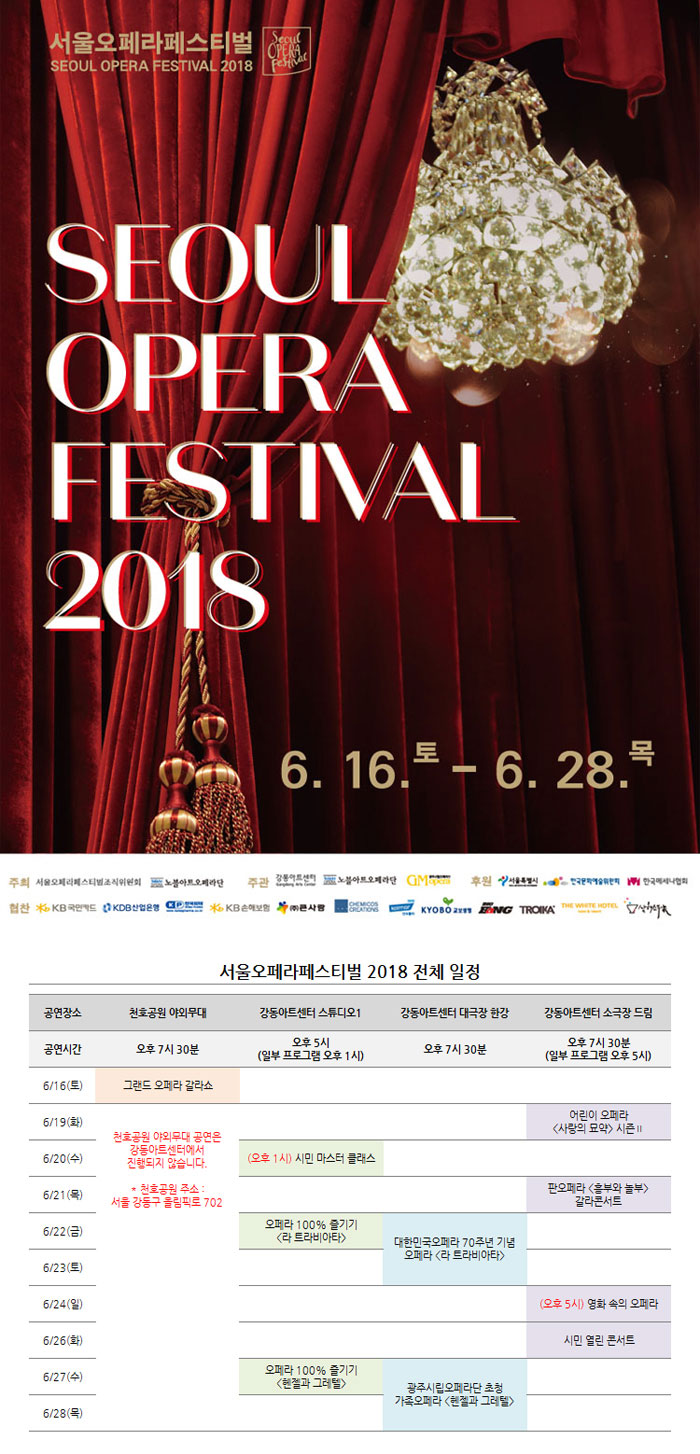 서울오페라페스티벌
SEOUL OPERA FESTIVAL 2018
Seoul
OPERA
Festival
SEOUL
OPERA
FESTIVAL
2018
6. 16.토 - 6. 28.목
주최 서울오페라페스티벌조직위원회 노블아트오페라단 주관 강동아트센터 Gangdong Arts Center 노블아트오페라단 GM opera 후원 서울특별시 한국문화예술위원회 한국메세나협회
협찬 KB국민카드 KDB산업은행 KB손해보험 ㈜큰사람 CHEMICOS CREATIONS KYOBO 교보생명 BANG TROIKA THE WHITE HOTEL
서울오페라페스티벌 2018 전체 일정
공연장소 천호공원 야외무대 강동아트센터 스튜디오1 강동아트센터 대극장 한강 강동아트센터 소극장 드림
공연시간 오후 7시 30분 오후 5시 (일부 프로그램 오후 1시) 오후 7시 30분 오후 7시 30분 (일부 프로그램 오후 5시)
6/16(토) 그랜드 오페라 갈라쇼
6/19(화) 어린이 오페라
<사랑의 묘약> 시즌Ⅱ
천호공원 야외무대 공연은
강동아트센터에서
진행되지 않습니다.
* 천호공원 주소 :
서울 강동구 올림픽로 702
6/20(수) (오후 1시) 시민 마스터 클래스
6/21(목) 판오페라 <흥부와 놀부>
갈라콘서트
6/22(금) 오페라 100% 즐기기
<라 트라비아타>
대한민국오페라 70주년 기념
오페라 <라 트라비아타>
6/23(토)
6/24(일) (오후 5시) 영화 속의 오페라
6/26(화) 시민 열린 콘서트
6/27(수) 오페라 100% 즐기기
<헨젤과 그레텔>
광주시립오페라단 초청
가족오페라 <헨젤과 그레텔>
6/28(목)